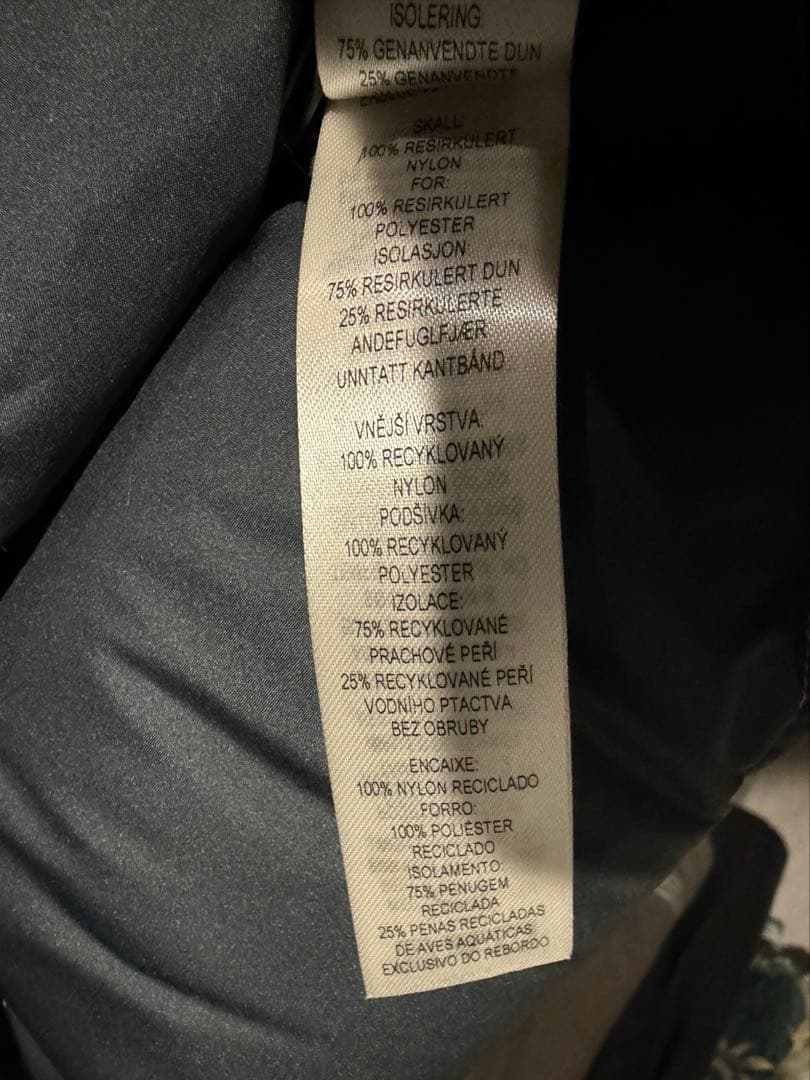 ISOLERING
75% GENANVENDTE DUN
25% GENANVENDTE
SKALL:
100% RESIRKULERT
NYLON
FOR:
100% RESIRKULERT
POLYESTER
ISOLASJON
75% RESIRKULERT DUN
25% RESIRKULERTE
ANDEFUGLFJÆR
UNNTATT KANTBÅND
VNĚJŠÍ VRSTVA:
100% RECYKLOVANÝ
NYLON
PODŠÍVKA:
100% RECYKLOVANÝ
POLYESTER
IZOLACE:
75% RECYKLOVANÉ
PRACHOVÉ PEŘÍ
25% RECYKLOVANÉ PEŘÍ
VODNÍHO PTACTVA
BEZ OBRUBY
ENCAIXE:
100% NYLON RECICLADO
FORRO:
100% POLIÉSTER
RECICLADO
ISOLAMENTO:
75% PENUGEM
RECICLADA
25% PENAS RECICLADAS
DE AVES AQUÁTICAS
EXCLUSIVO DO REBORDO